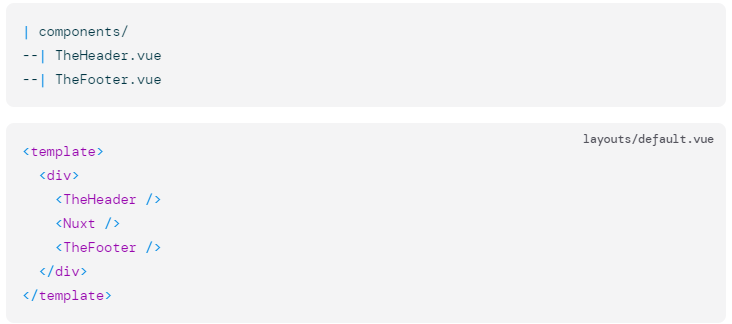 | components/
--| TheHeader.vue
--| TheFooter.vue
layouts/default.vue
<template>
  <div>
    <TheHeader />
    <Nuxt />
    <TheFooter />
  </div>
</template>